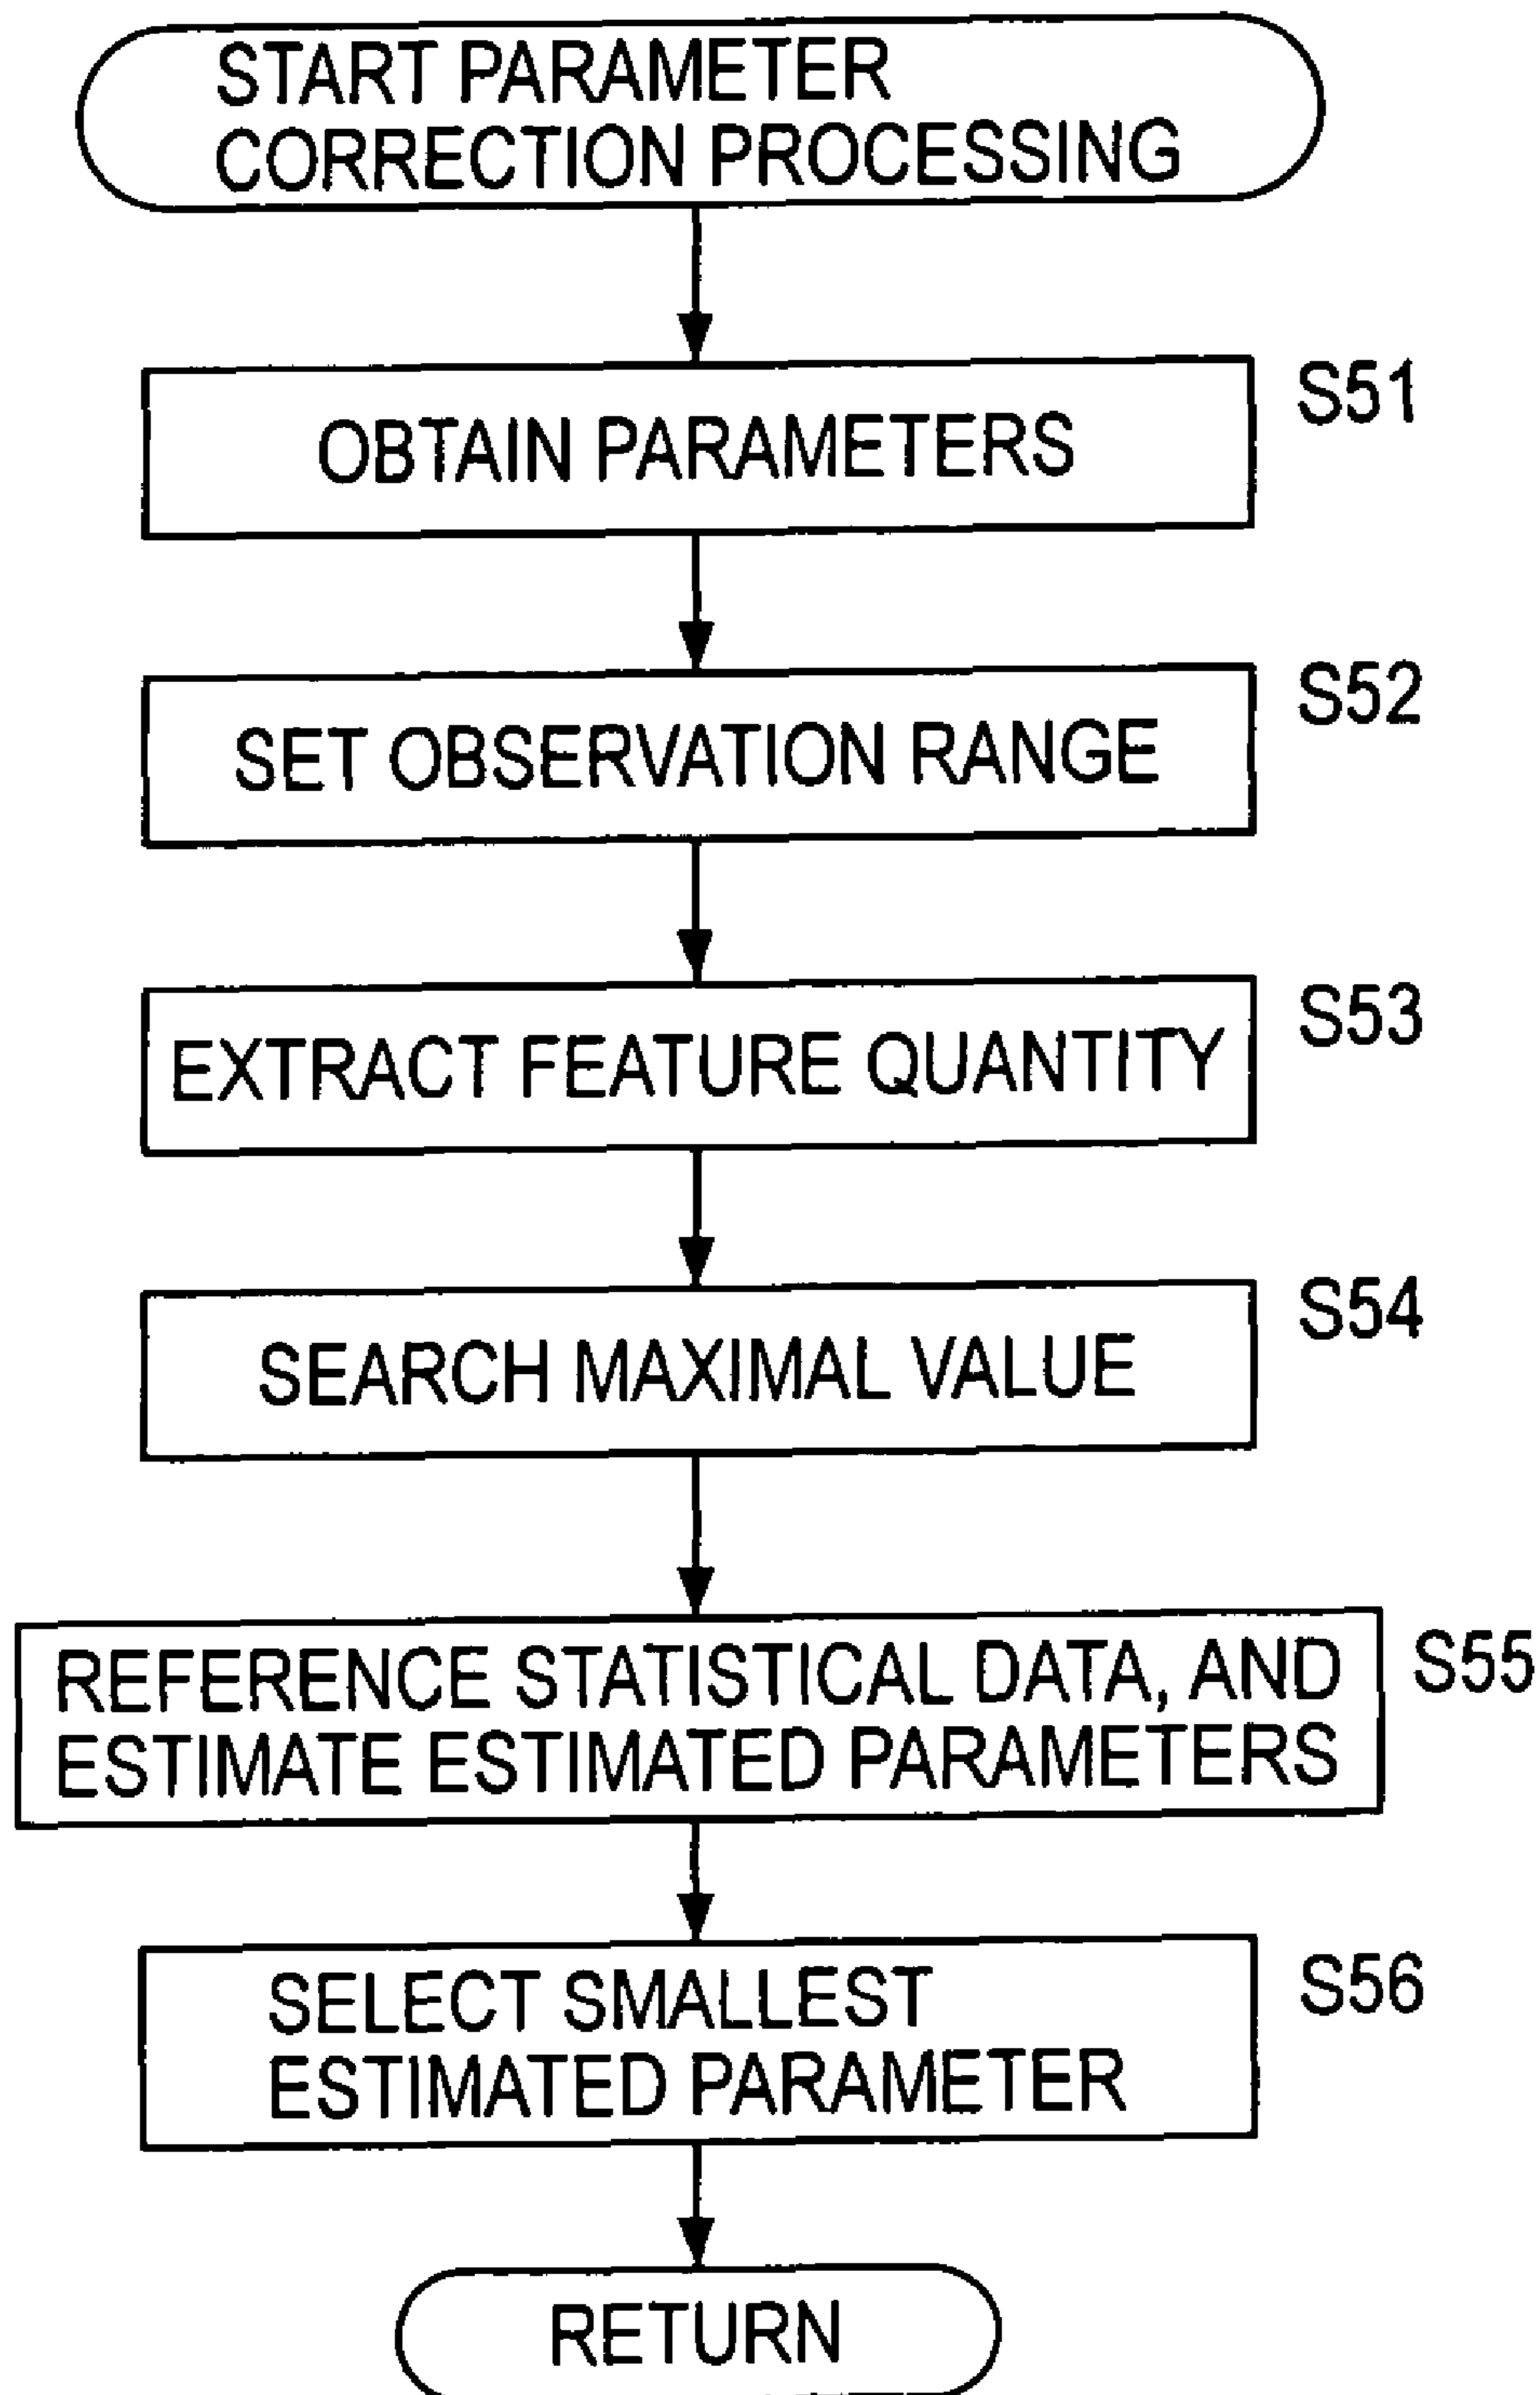 START PARAMETER
CORRECTION PROCESSING
OBTAIN PARAMETERS
S51
SET OBSERVATION RANGE
S52
EXTRACT FEATURE QUANTITY
S53
SEARCH MAXIMAL VALUE
S54
REFERENCE STATISTICAL DATA, AND
ESTIMATE ESTIMATED PARAMETERS
S55
SELECT SMALLEST
ESTIMATED PARAMETER
S56
RETURN